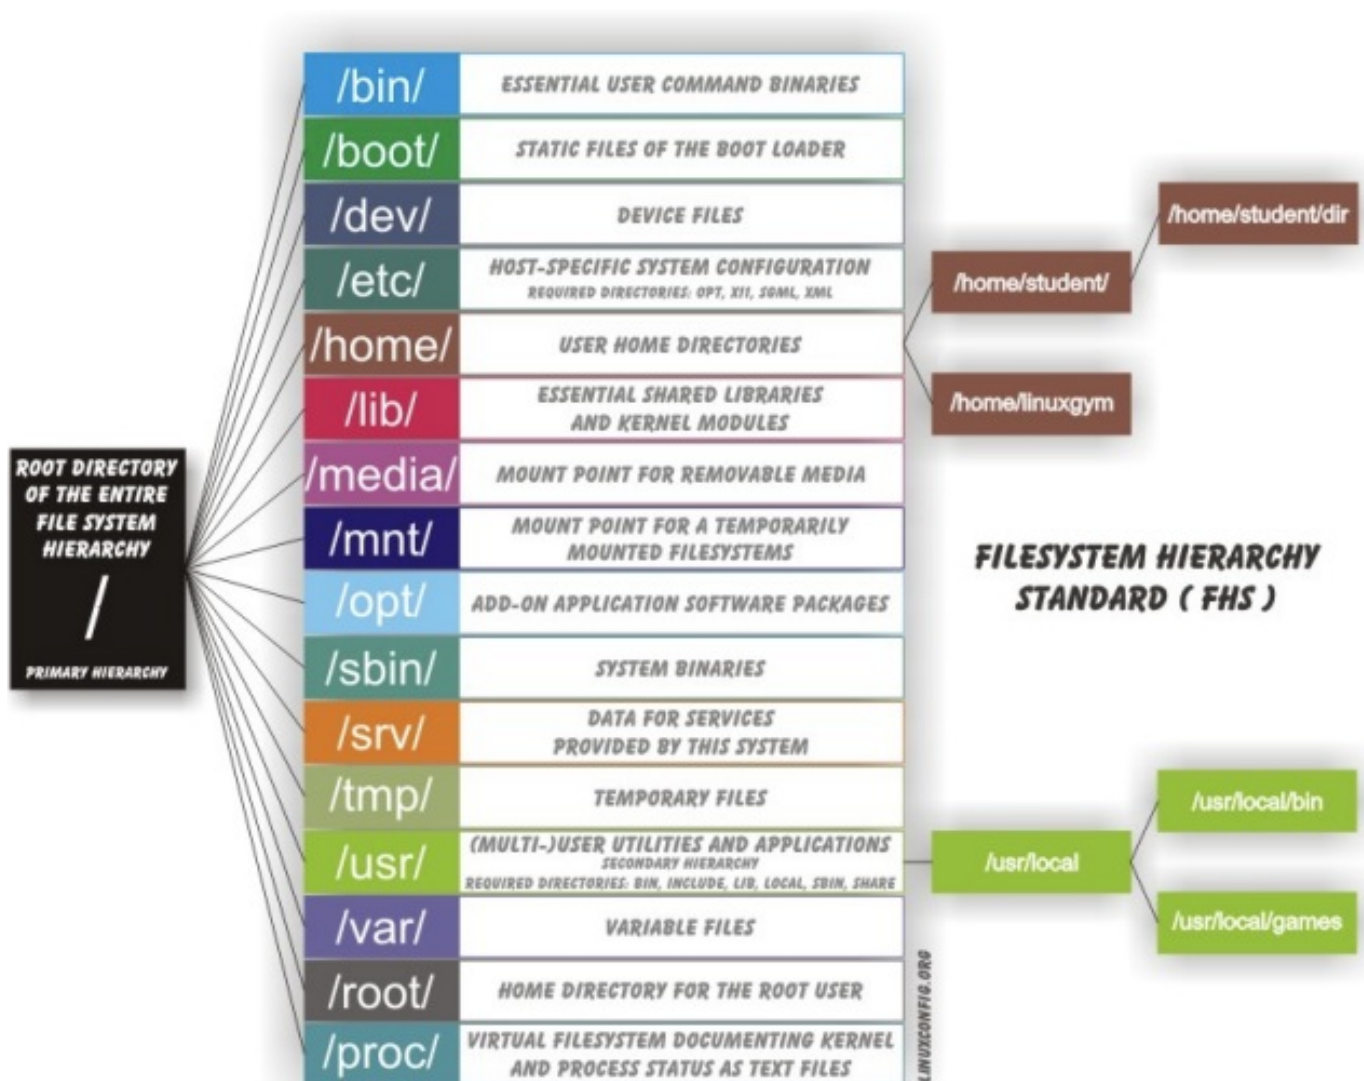 ROOT DIRECTORY
OF THE ENTIRE
FILE SYSTEM
HIERARCHY
/
PRIMARY HIERARCHY
/bin/
ESSENTIAL USER COMMAND BINARIES
/boot/
STATIC FILES OF THE BOOT LOADER
/dev/
DEVICE FILES
/etc/
HOST-SPECIFIC SYSTEM CONFIGURATION
REQUIRED DIRECTORIES: OPT, X11, SGML, XML
/home/
USER HOME DIRECTORIES
/lib/
ESSENTIAL SHARED LIBRARIES
AND KERNEL MODULES
/media/
MOUNT POINT FOR REMOVABLE MEDIA
/mnt/
MOUNT POINT FOR A TEMPORARILY
MOUNTED FILESYSTEMS
/opt/
ADD-ON APPLICATION SOFTWARE PACKAGES
/sbin/
SYSTEM BINARIES
/srv/
DATA FOR SERVICES
PROVIDED BY THIS SYSTEM
/tmp/
TEMPORARY FILES
/usr/
(MULTI-)USER UTILITIES AND APPLICATIONS
SECONDARY HIERARCHY
REQUIRED DIRECTORIES: BIN, INCLUDE, LIB, LOCAL, SBIN, SHARE
/var/
VARIABLE FILES
/root/
HOME DIRECTORY FOR THE ROOT USER
/proc/
VIRTUAL FILESYSTEM DOCUMENTING KERNEL
AND PROCESS STATUS AS TEXT FILES
/home/student/
/home/student/dir
/home/linuxgym
FILESYSTEM HIERARCHY
STANDARD ( FHS )
/usr/local
/usr/local/bin
/usr/local/games
LINUXCONFIG.ORG